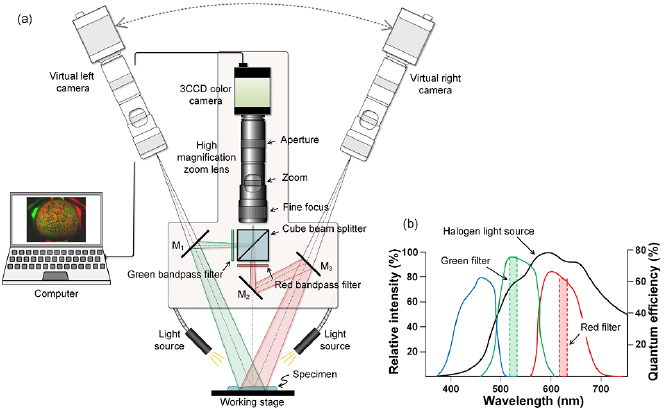 (a)
Virtual left
camera
3CCD color
camera
Virtual right
camera
High
magnification
zoom lens
Aperture
Zoom
Fine focus
Cube beam splitter
M1
M2
M3
Green bandpass filter
Red bandpass filter
Computer
Light
source
Light
source
Specimen
Working stage
(b)
Halogen light source
Green filter
Red filter
Relative intensity (%)
100
80
60
40
20
Quantum efficiency (%)
80
60
40
20
400 500 600 700
Wavelength (nm)